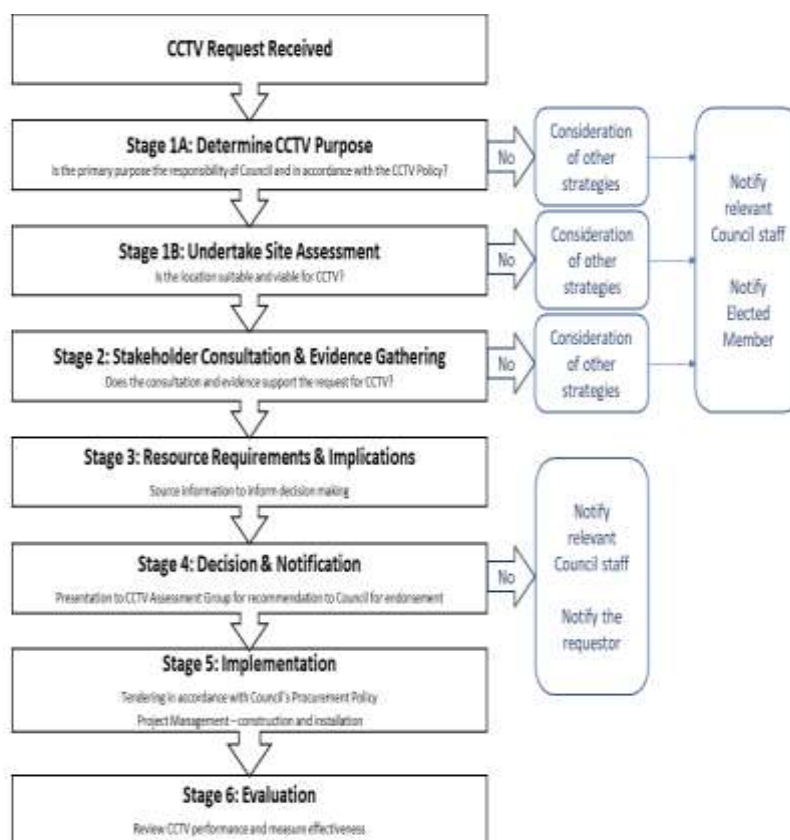 CCTV Request Received
Stage 1A: Determine CCTV Purpose
Is the primary purpose the responsibility of Council and in accordance with the CCTV Policy?
No
Consideration
of other
strategies
Stage 1B: Undertake Site Assessment
Is the location suitable and viable for CCTV?
No
Consideration
of other
strategies
Stage 2: Stakeholder Consultation & Evidence Gathering
Does the consultation and evidence support the request for CCTV?
No
Consideration
of other
strategies
Notify
relevant
Council staff
Notify
Elected
Member
Stage 3: Resource Requirements & Implications
Source information to inform decision making
Stage 4: Decision & Notification
Presentation to CCTV Assessment Group for recommendation to Council for endorsement
No
Notify
relevant
Council staff
Notify the
requestor
Stage 5: Implementation
Tendering in accordance with Council's Procurement Policy
Project Management – construction and installation
Stage 6: Evaluation
Review CCTV performance and measure effectiveness